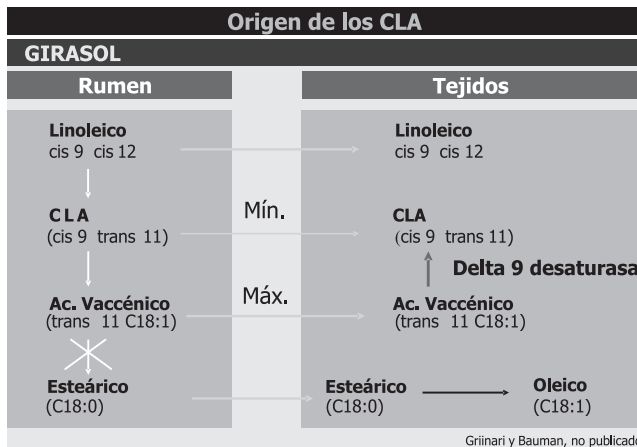 Origen de los CLA
GIRASOL
Rumen
Tejidos
Linoleico
cis 9 cis 12
Linoleico
cis 9 cis 12
CLA
(cis 9 trans 11)
Mín.
CLA
(cis 9 trans 11)
Delta 9 desaturasa
Ac. Vaccénico
(trans 11 C18:1)
Máx.
Ac. Vaccénico
(trans 11 C18:1)
Esteárico
(C18:0)
Esteárico
(C18:0)
Oleico
(C18:1)
Griinari y Bauman, no publicado